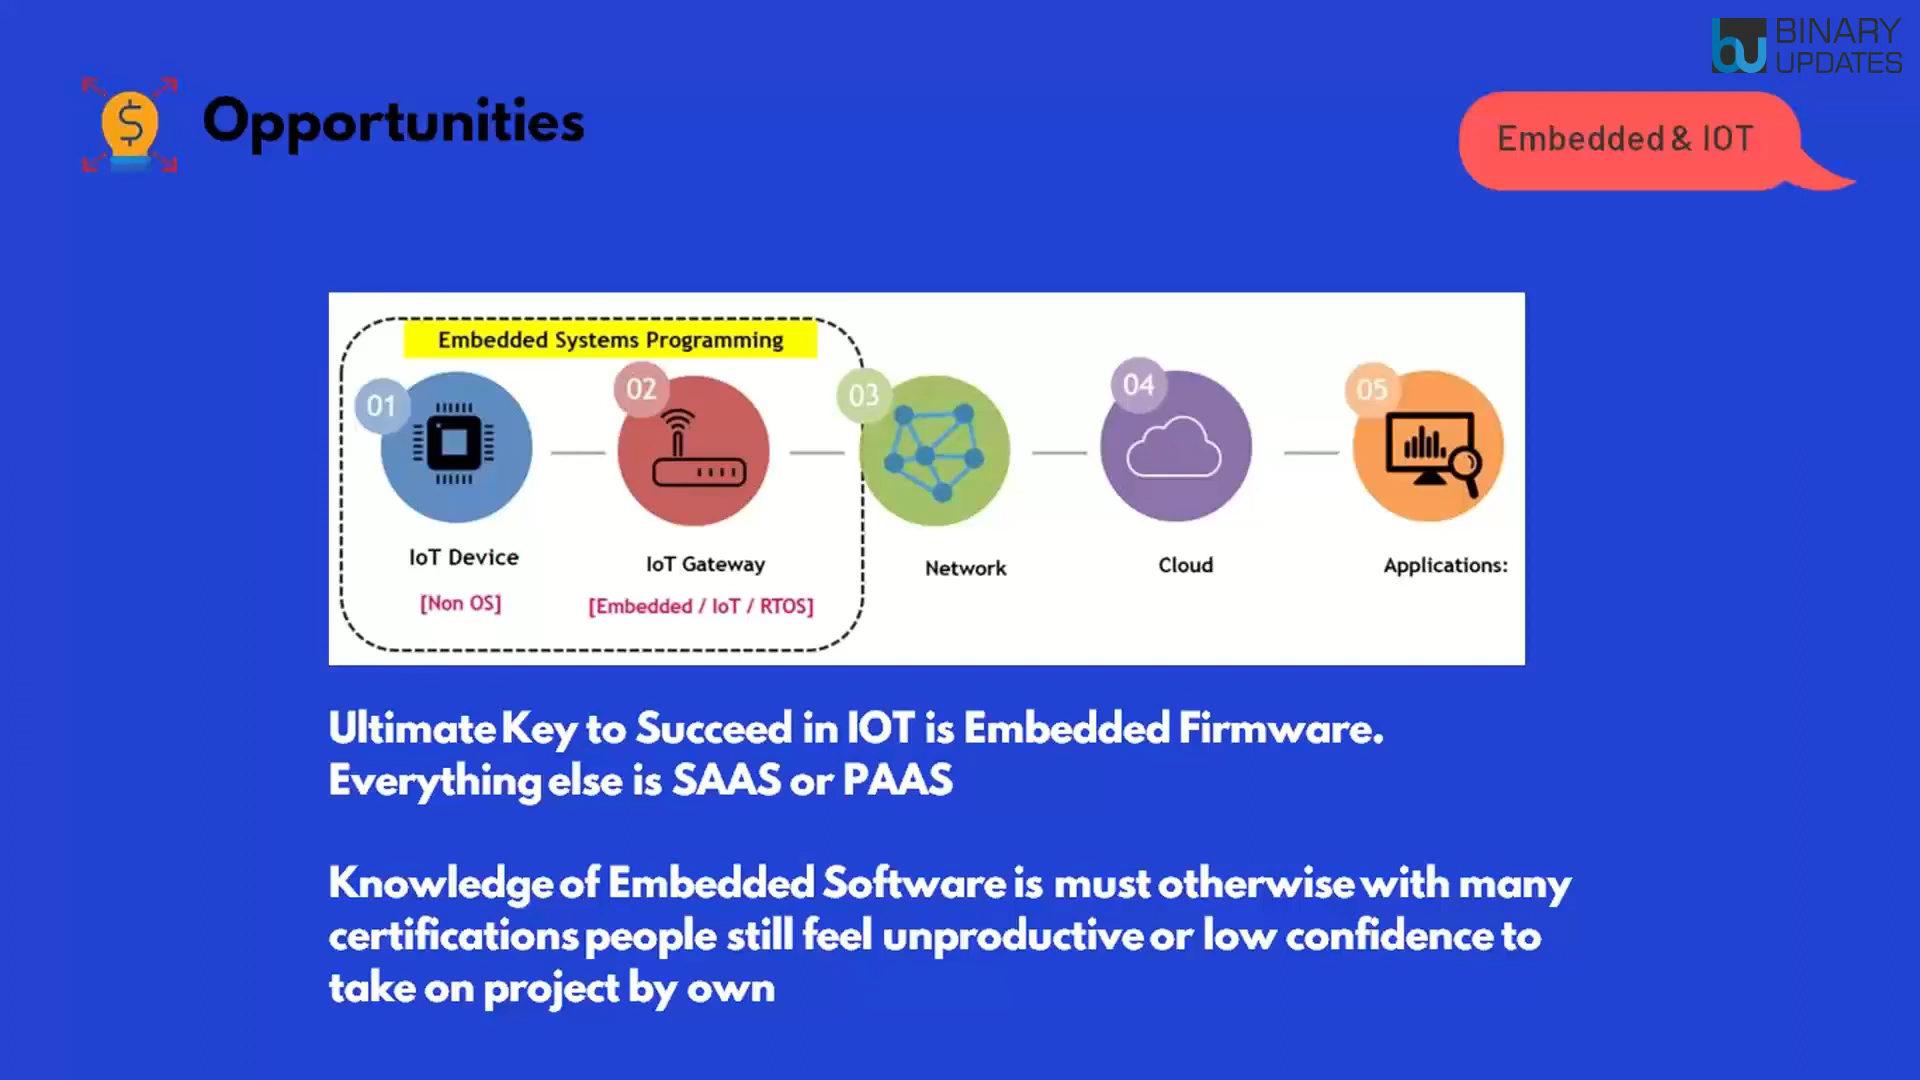 BINARY
UPDATES
$
Opportunities
Embedded & IOT
Embedded Systems Programming
01
02
03
04
05
IoT Device
IoT Gateway
Network
Cloud
Applications:
[Non OS]
[Embedded / IoT / RTOS]
Ultimate Key to Succeed in IOT is Embedded Firmware.
Everything else is SAAS or PAAS
Knowledge of Embedded Software is must otherwise with many
certifications people still feel unproductive or low confidence to
take on project by own